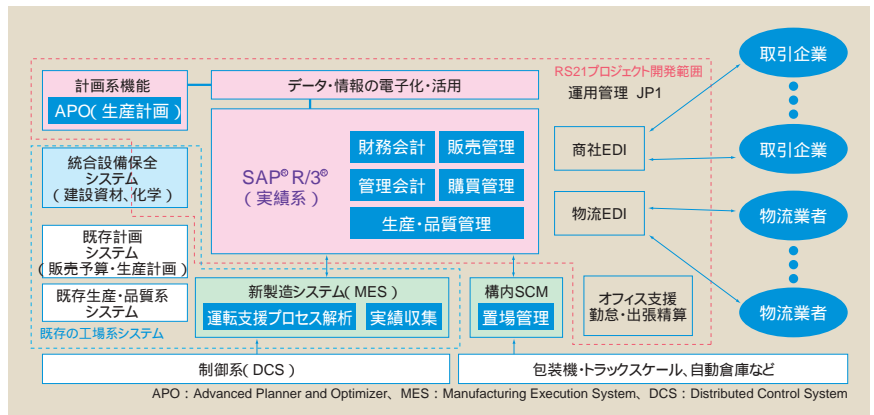 計画系機能
APO(生産計画)
データ・情報の電子化・活用
RS21プロジェクト開発範囲
運用管理 JP1
取引企業
SAP® R/3®
(実績系)
財務会計
販売管理
管理会計
購買管理
生産・品質管理
商社EDI
取引企業
統合設備保全
システム
(建設資材、化学)
物流EDI
物流業者
既存計画
システム
(販売予算・生産計画)
既存生産・品質系
システム
既存の工場系システム
新製造システム(MES)
運転支援プロセス解析
実績収集
構内SCM
置場管理
オフィス支援
勤怠・出張精算
物流業者
制御系(DCS)
包装機・トラックスケール、自動倉庫など
APO:Advanced Planner and Optimizer、MES:Manufacturing Execution System、DCS:Distributed Control System